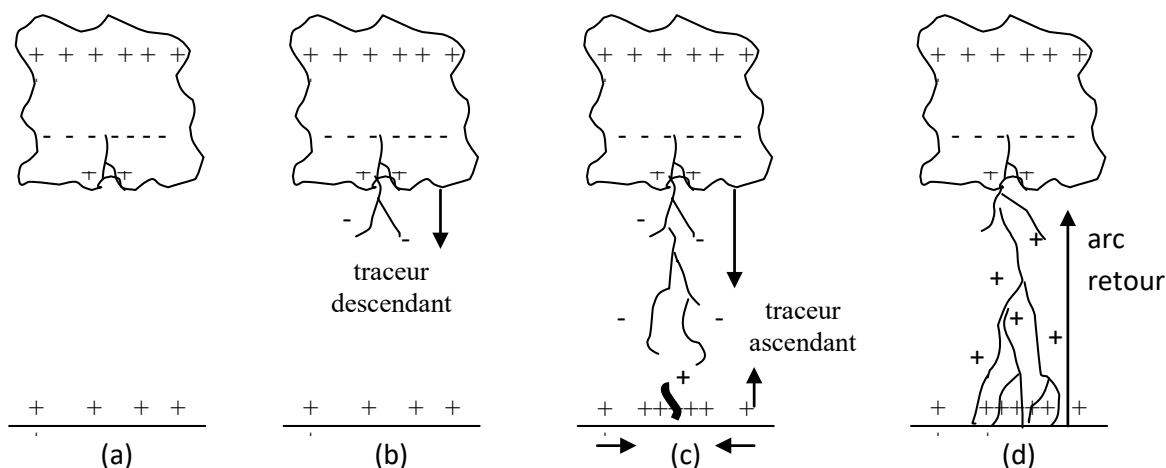 + + + + + +
- - - - - - -
+ +
+ + + +
(a)
+ + + + + +
- - - - - - -
+ +
- -
traceur
descendant
+ + + +
(b)
+ + + + + +
- - - - - - -
+ +
- -
- -
traceur
ascendant
+
+ + + + + + +
(c)
+ + + + + +
- - - - - - -
+ +
+
arc
retour
+
+
+
+
+ + + + + + +
(d)